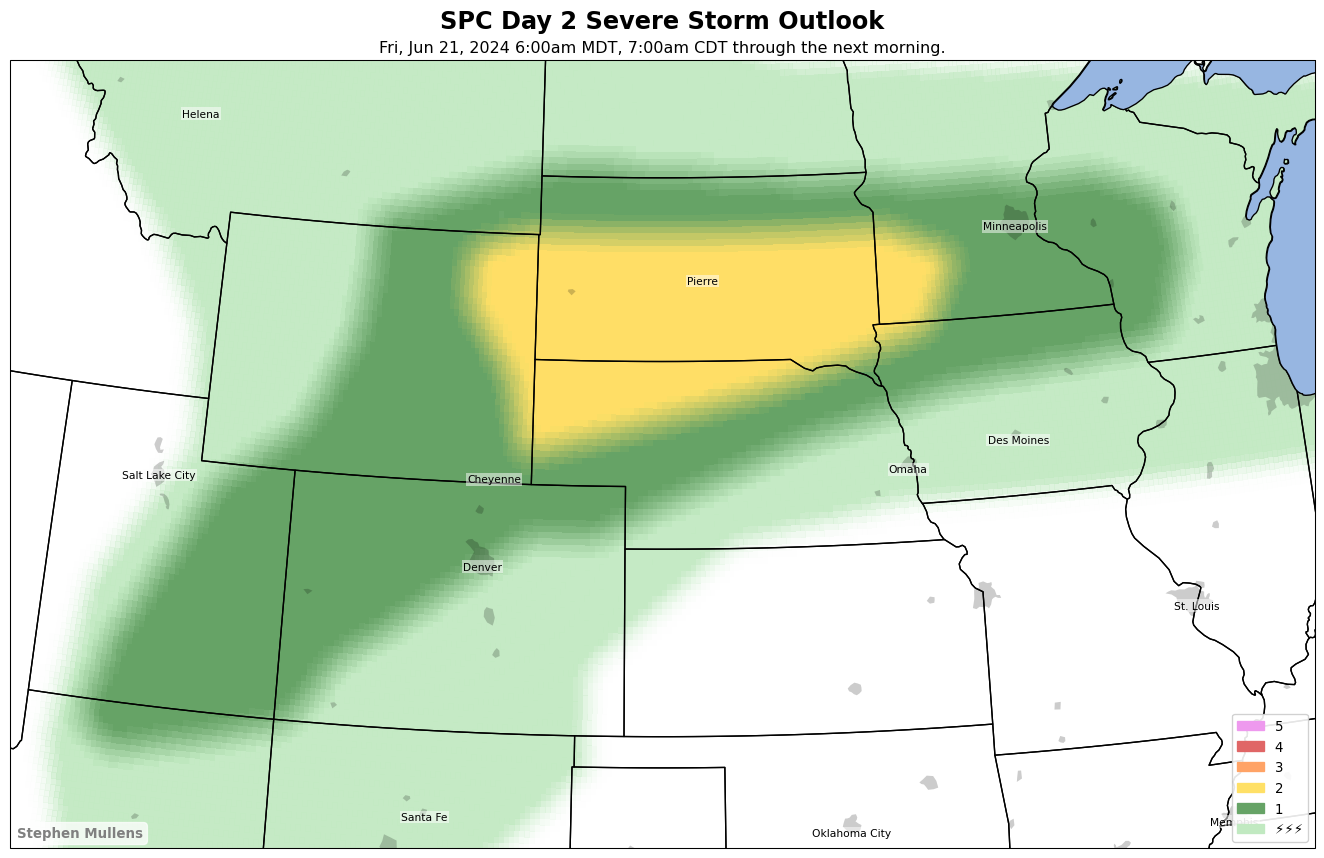 SPC Day 2 Severe Storm Outlook
Fri, Jun 21, 2024 6:00am MDT, 7:00am CDT through the next morning.
Helena
Minneapolis
Pierre
Des Moines
Salt Lake City
Omaha
Cheyenne
Denver
St. Louis
5
4
3
2
1
⚡⚡⚡
Santa Fe
Oklahoma City
Stephen Mullens